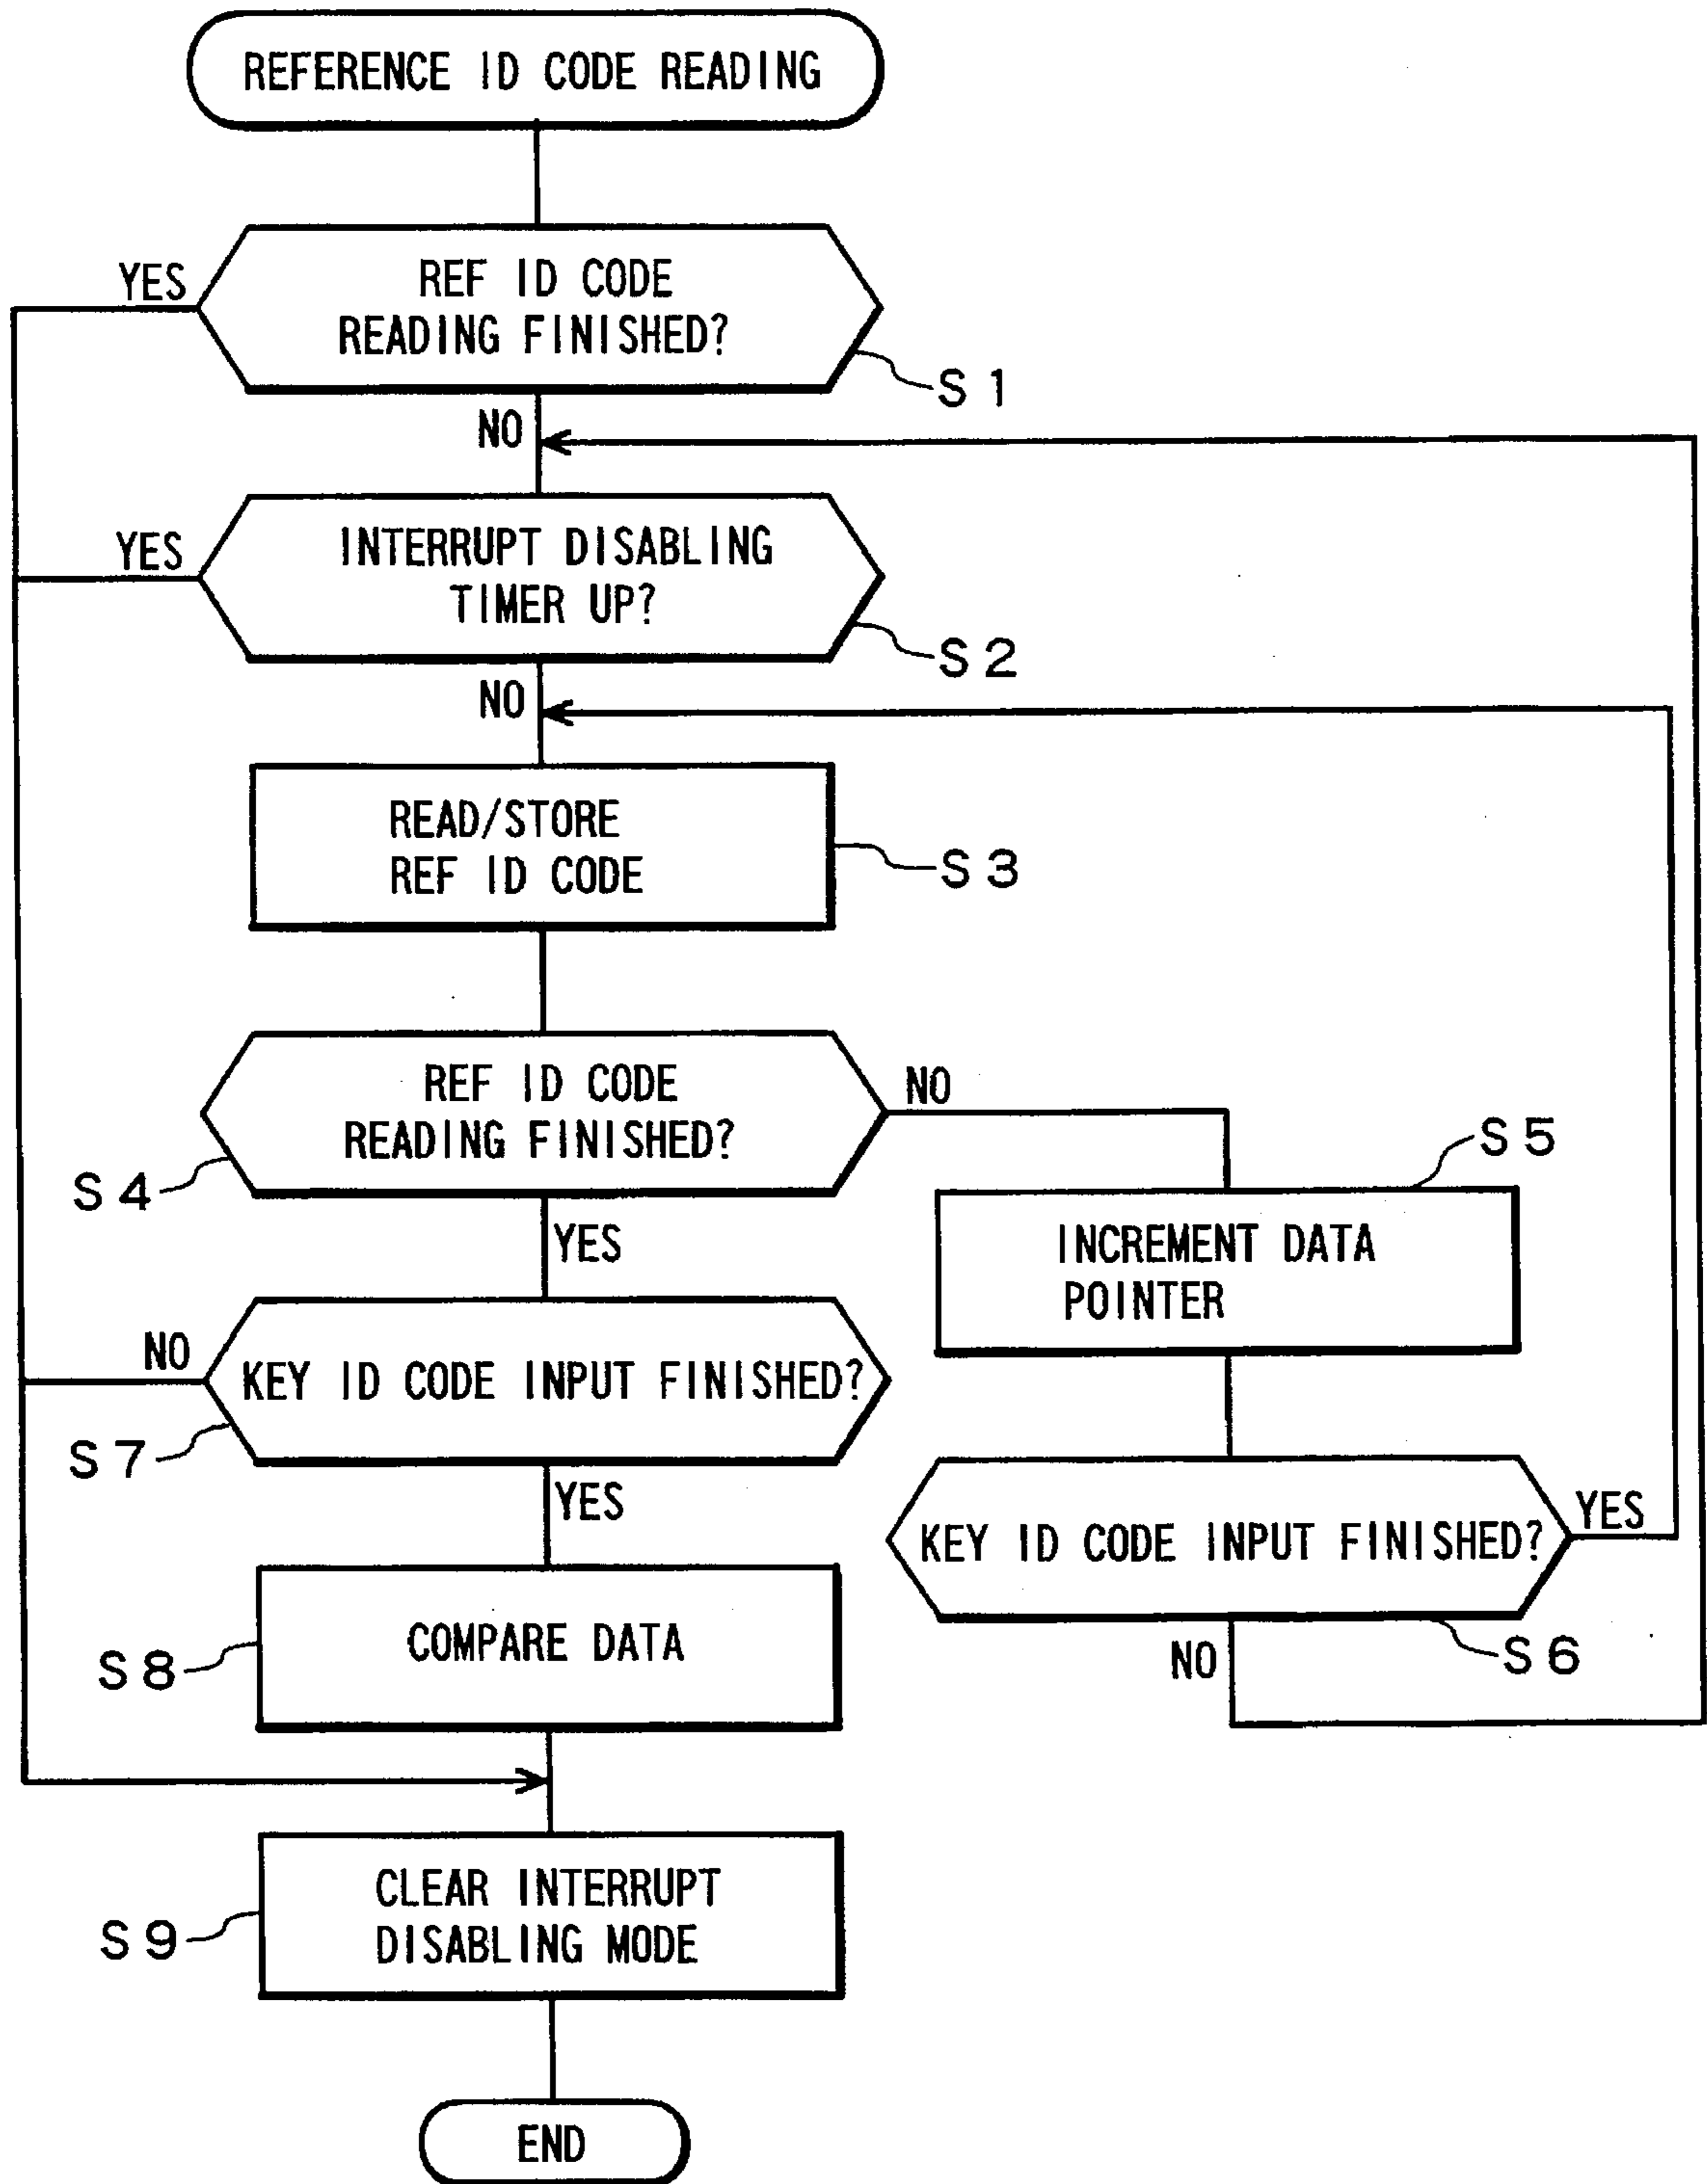 REFERENCE ID CODE READING
YES
REF ID CODE
READING FINISHED?
S1
NO
YES
INTERRUPT DISABLING
TIMER UP?
S2
NO
READ/STORE
REF ID CODE
S3
REF ID CODE
READING FINISHED?
NO
S4
S5
YES
INCREMENT DATA
POINTER
NO
KEY ID CODE INPUT FINISHED?
S7
YES
KEY ID CODE INPUT FINISHED?
YES
S6
NO
COMPARE DATA
S8
CLEAR INTERRUPT
DISABLING MODE
S9
END